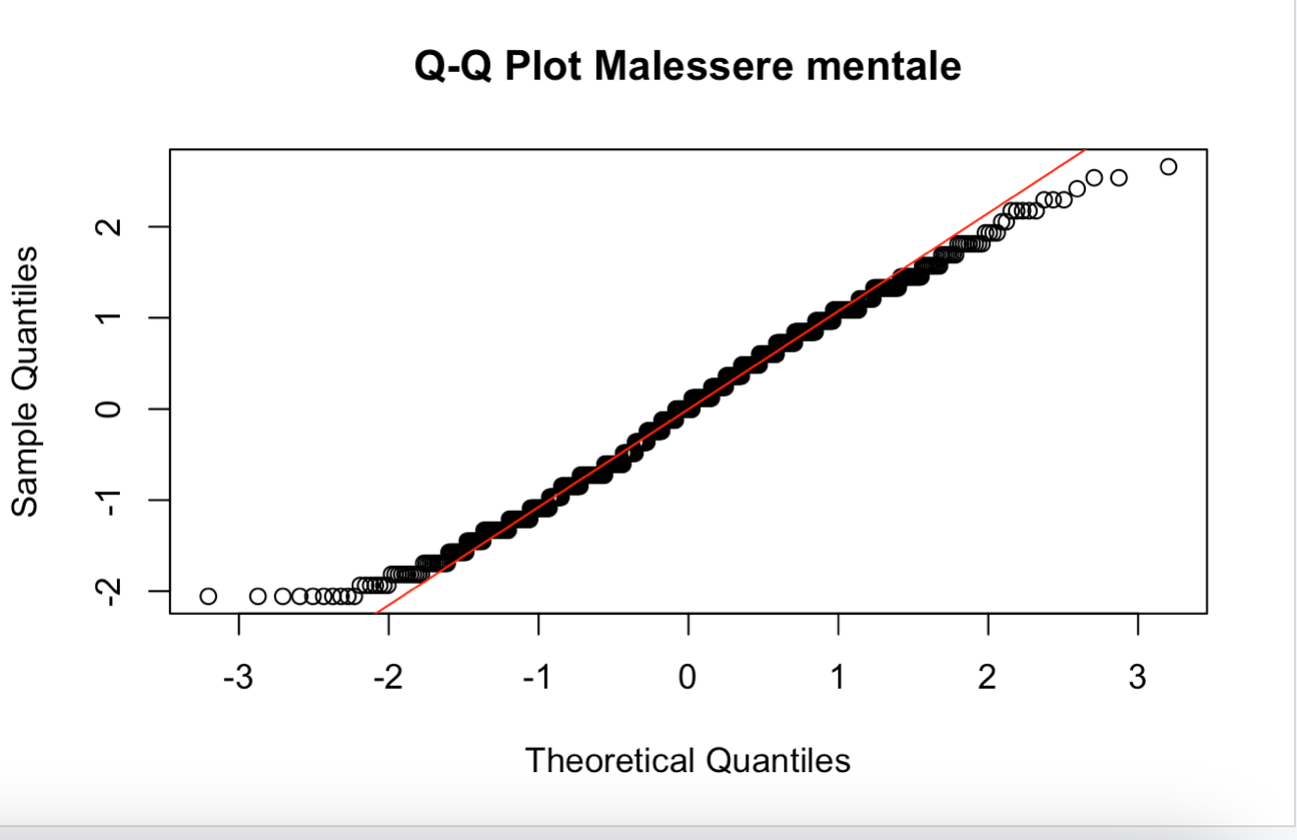 Q-Q Plot Malessere mentale
Sample Quantiles
2
1
0
-1
-2
-3 -2 -1 0 1 2 3
Theoretical Quantiles